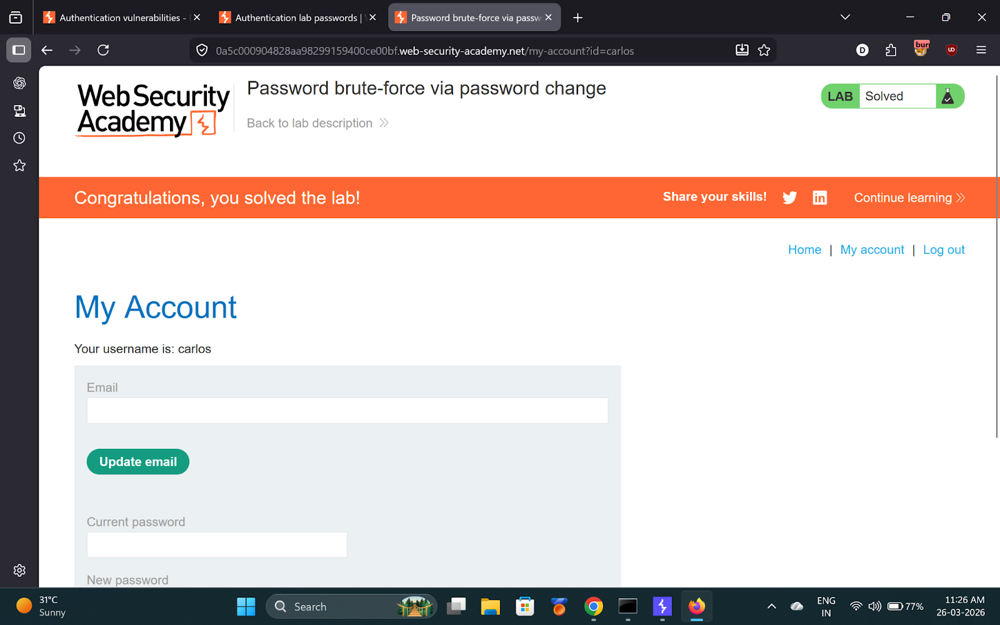 Authentication vulnerabilities -
Authentication lab passwords |
Password brute-force via passw
0a5c000904828aa98299159400ce00bf.web-security-academy.net/my-account?id=carlos
D
bur
UD
Web Security
Academy
Password brute-force via password change
Back to lab description
LAB Solved
Congratulations, you solved the lab!
Share your skills!
in
Continue learning
Home | My account | Log out
My Account
Your username is: carlos
Email
Update email
Current password
New password
31°C
Sunny
Search
ENG
IN
77%
11:26 AM
26-03-2026